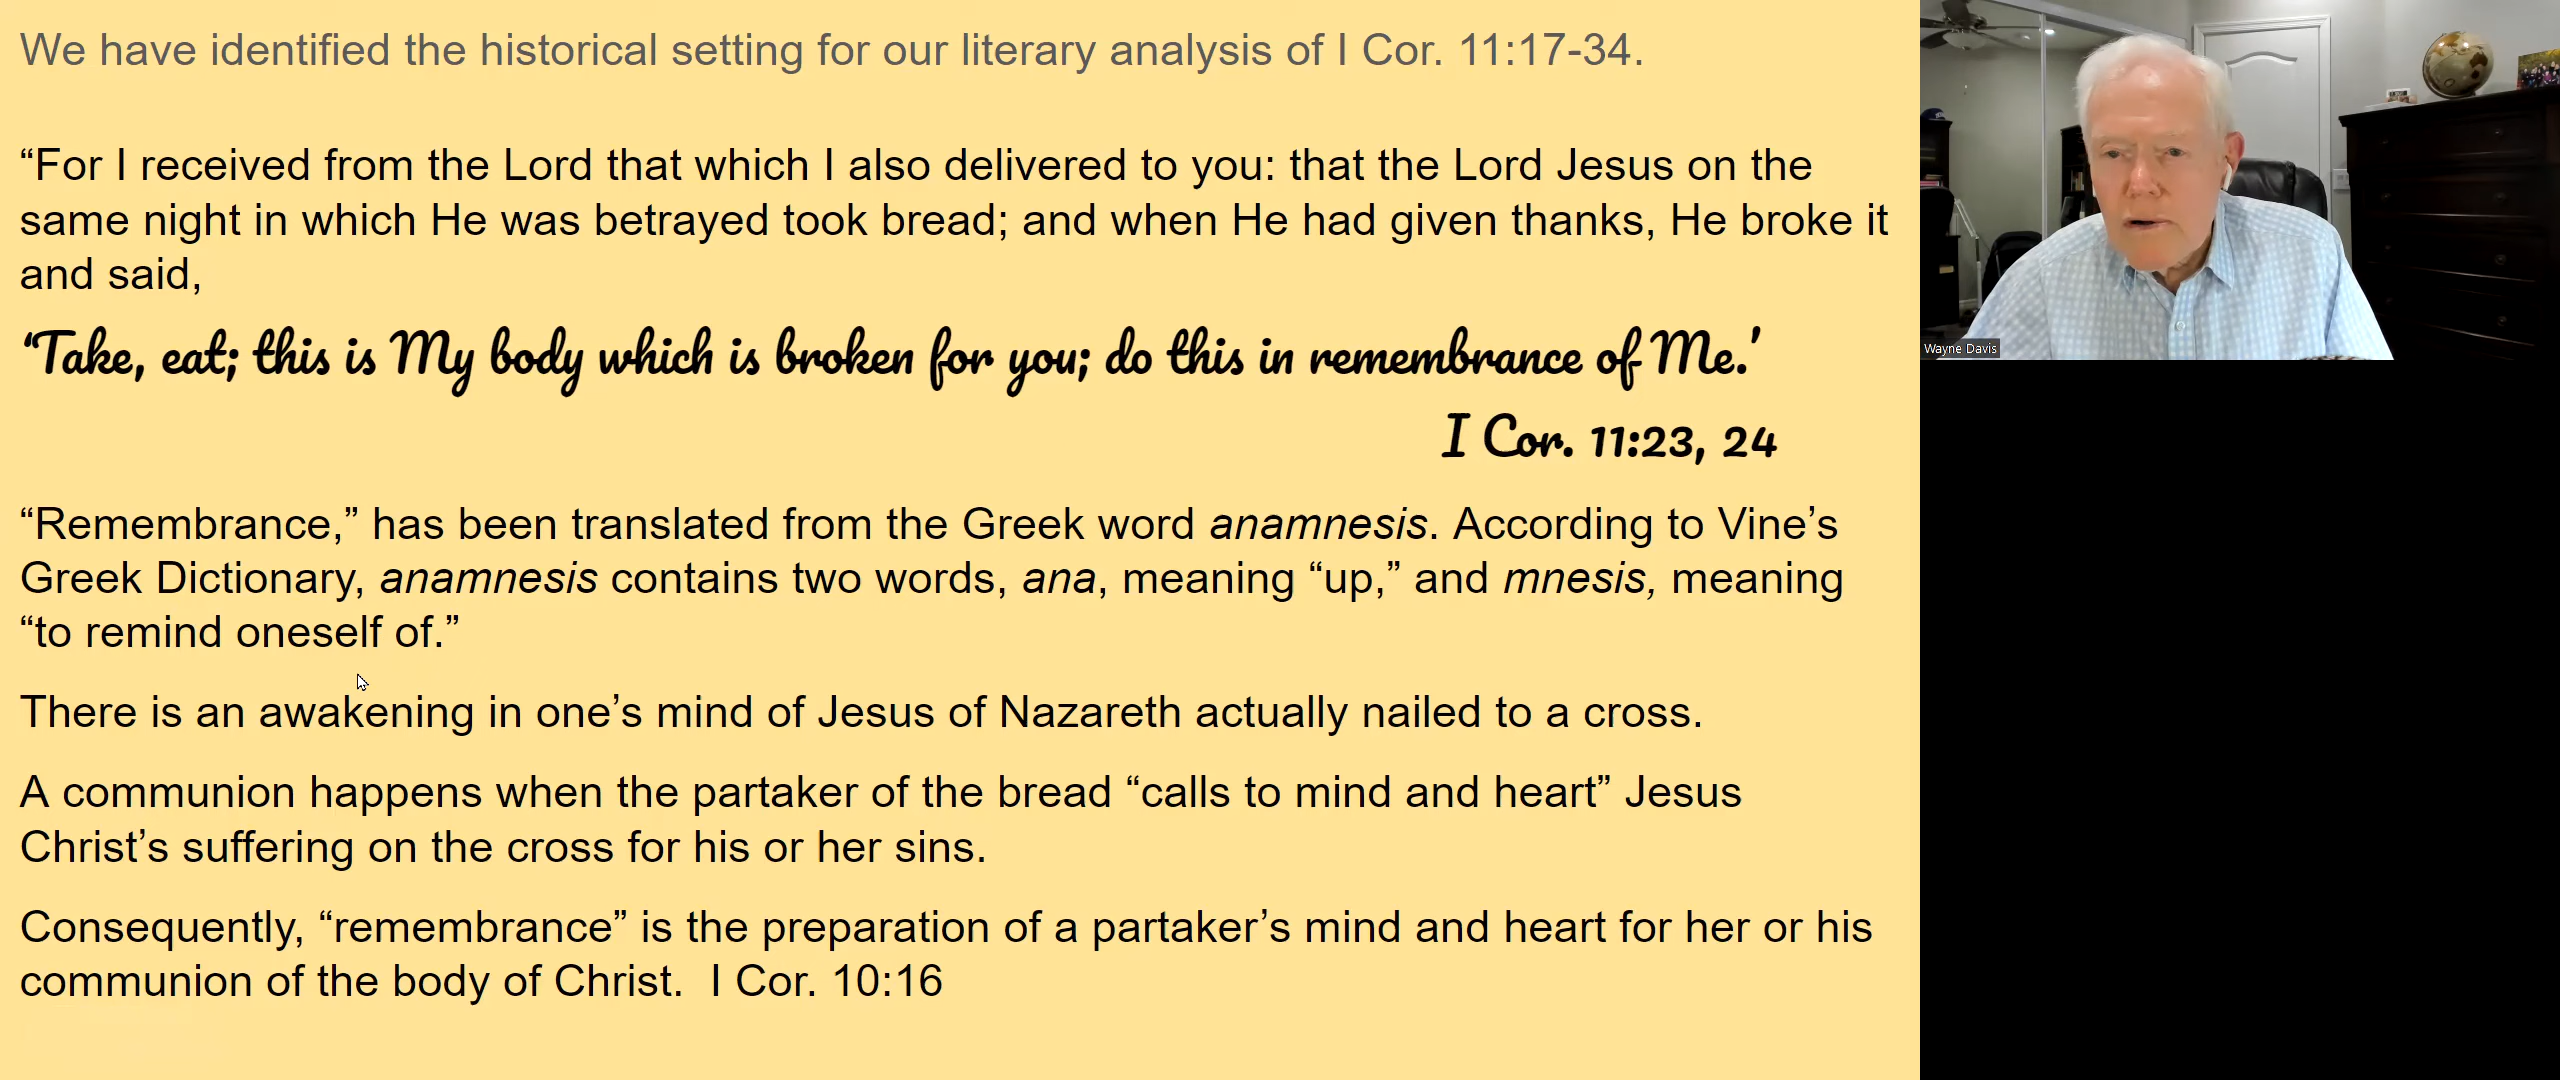 We have identified the historical setting for our literary analysis of I Cor. 11:17-34.
“For I received from the Lord that which I also delivered to you: that the Lord Jesus on the
same night in which He was betrayed took bread; and when He had given thanks, He broke it
and said,
‘Take, eat; this is My body which is broken for you; do this in remembrance of Me.’
I Cor. 11:23, 24
“Remembrance,” has been translated from the Greek word anamnesis. According to Vine’s
Greek Dictionary, anamnesis contains two words, ana, meaning “up,” and mnesis, meaning
“to remind oneself of.”
There is an awakening in one’s mind of Jesus of Nazareth actually nailed to a cross.
A communion happens when the partaker of the bread “calls to mind and heart” Jesus
Christ’s suffering on the cross for his or her sins.
Consequently, “remembrance” is the preparation of a partaker’s mind and heart for her or his
communion of the body of Christ.  I Cor. 10:16
Wayne Davis